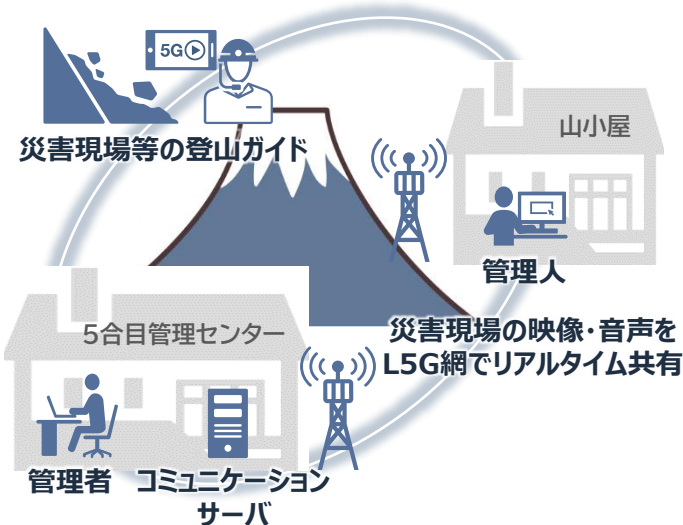 5G
災害現場等の登山ガイド
山小屋
管理人
災害現場の映像・音声を
L5G網でリアルタイム共有
5合目管理センター
管理者
コミュニケーション
サーバ